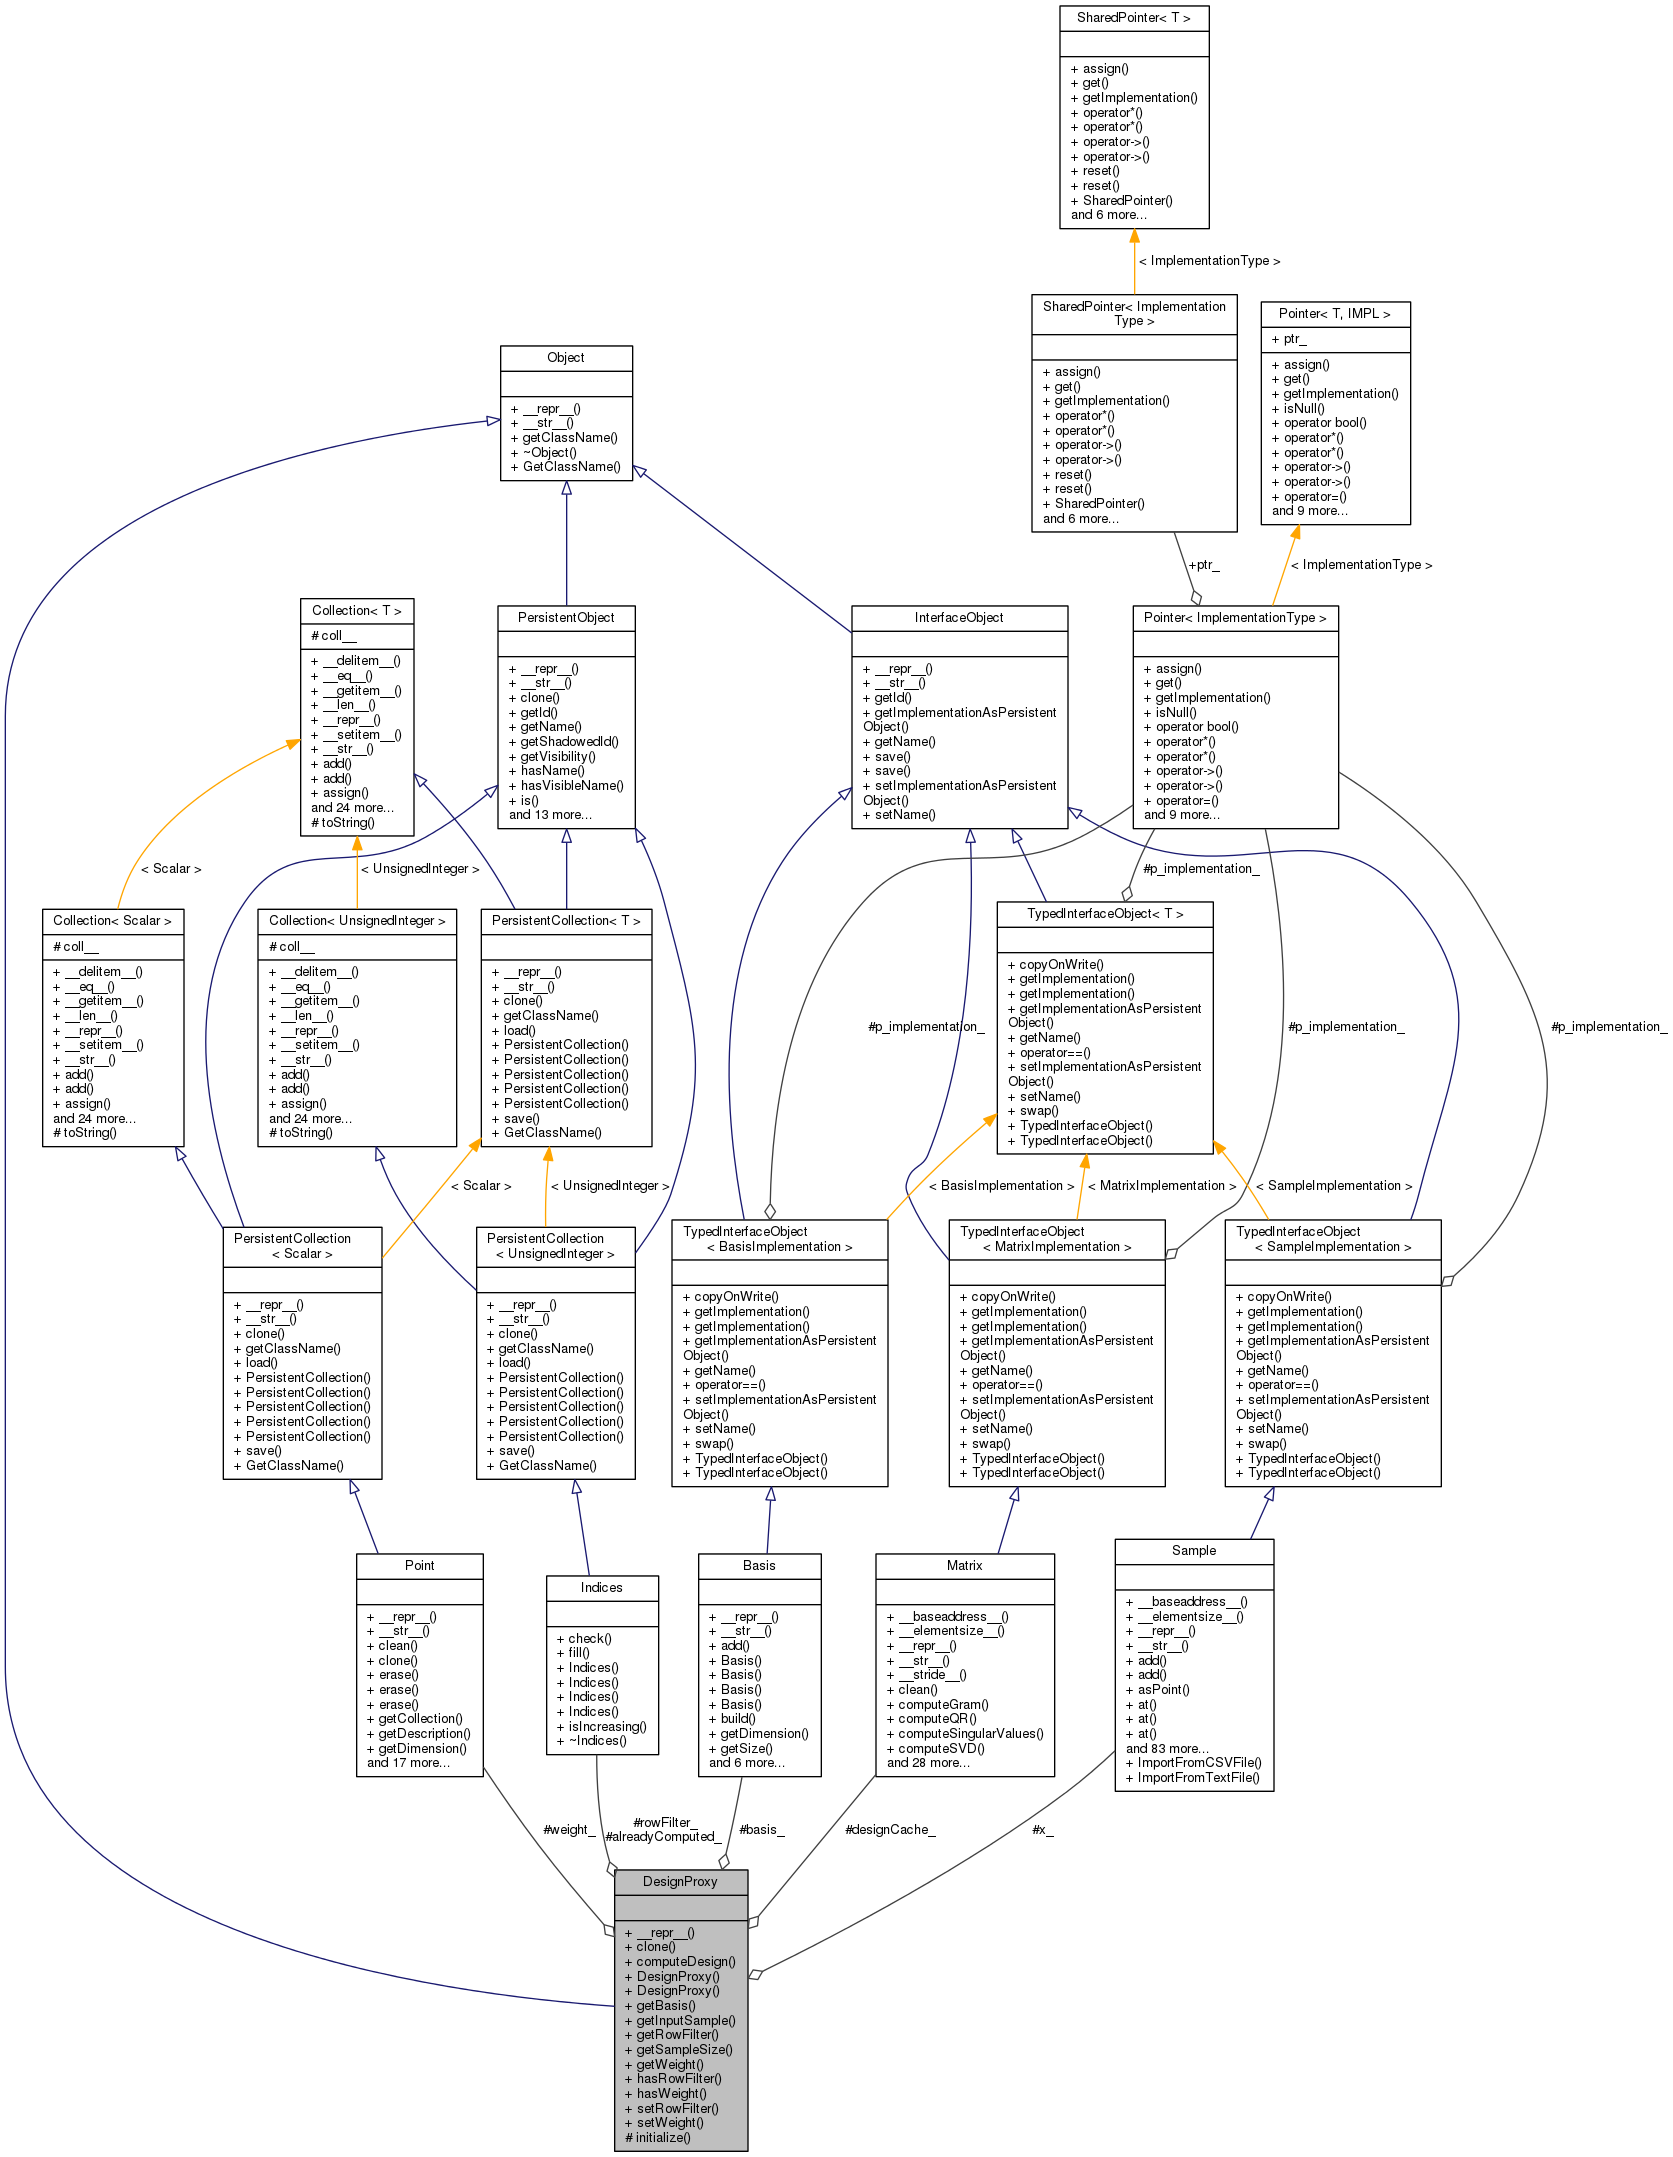 SharedPointer< T >
+ assign()
+ get()
+ getImplementation()
+ operator*()
+ operator*()
+ operator->()
+ operator->()
+ reset()
+ reset()
+ SharedPointer()
and 6 more...
< ImplementationType >
SharedPointer< Implementation
Type >
+ assign()
+ get()
+ getImplementation()
+ operator*()
+ operator*()
+ operator->()
+ operator->()
+ reset()
+ reset()
+ SharedPointer()
and 6 more...
Pointer< T, IMPL >
+ ptr_
+ assign()
+ get()
+ getImplementation()
+ isNull()
+ operator bool()
+ operator*()
+ operator*()
+ operator->()
+ operator->()
+ operator=()
and 9 more...
Object
+ __repr__()
+ __str__()
+ getClassName()
+ ~Object()
+ GetClassName()
+ptr_
< ImplementationType >
Collection< T >
# coll__
+ __delitem__()
+ __eq__()
+ __getitem__()
+ __len__()
+ __repr__()
+ __setitem__()
+ __str__()
+ add()
+ add()
+ assign()
and 24 more...
# toString()
PersistentObject
+ __repr__()
+ __str__()
+ clone()
+ getId()
+ getName()
+ getShadowedId()
+ getVisibility()
+ hasName()
+ hasVisibleName()
+ is()
and 13 more...
InterfaceObject
+ __repr__()
+ __str__()
+ getId()
+ getImplementationAsPersistent
Object()
+ getName()
+ save()
+ save()
+ setImplementationAsPersistent
Object()
+ setName()
Pointer< ImplementationType >
+ assign()
+ get()
+ getImplementation()
+ isNull()
+ operator bool()
+ operator*()
+ operator*()
+ operator->()
+ operator->()
+ operator=()
and 9 more...
< Scalar >
< UnsignedInteger >
#p_implementation_
Collection< Scalar >
# coll__
+ __delitem__()
+ __eq__()
+ __getitem__()
+ __len__()
+ __repr__()
+ __setitem__()
+ __str__()
+ add()
+ add()
+ assign()
and 24 more...
# toString()
Collection< UnsignedInteger >
# coll__
+ __delitem__()
+ __eq__()
+ __getitem__()
+ __len__()
+ __repr__()
+ __setitem__()
+ __str__()
+ add()
+ add()
+ assign()
and 24 more...
# toString()
PersistentCollection< T >
+ __repr__()
+ __str__()
+ clone()
+ getClassName()
+ load()
+ PersistentCollection()
+ PersistentCollection()
+ PersistentCollection()
+ PersistentCollection()
+ PersistentCollection()
+ save()
+ GetClassName()
TypedInterfaceObject< T >
+ copyOnWrite()
+ getImplementation()
+ getImplementation()
+ getImplementationAsPersistent
Object()
+ getName()
+ operator==()
+ setImplementationAsPersistent
Object()
+ setName()
+ swap()
+ TypedInterfaceObject()
+ TypedInterfaceObject()
#p_implementation_
#p_implementation_
#p_implementation_
< Scalar >
< UnsignedInteger >
< BasisImplementation >
< MatrixImplementation >
< SampleImplementation >
PersistentCollection
< Scalar >
+ __repr__()
+ __str__()
+ clone()
+ getClassName()
+ load()
+ PersistentCollection()
+ PersistentCollection()
+ PersistentCollection()
+ PersistentCollection()
+ PersistentCollection()
+ save()
+ GetClassName()
PersistentCollection
< UnsignedInteger >
+ __repr__()
+ __str__()
+ clone()
+ getClassName()
+ load()
+ PersistentCollection()
+ PersistentCollection()
+ PersistentCollection()
+ PersistentCollection()
+ PersistentCollection()
+ save()
+ GetClassName()
TypedInterfaceObject
< BasisImplementation >
+ copyOnWrite()
+ getImplementation()
+ getImplementation()
+ getImplementationAsPersistent
Object()
+ getName()
+ operator==()
+ setImplementationAsPersistent
Object()
+ setName()
+ swap()
+ TypedInterfaceObject()
+ TypedInterfaceObject()
TypedInterfaceObject
< MatrixImplementation >
+ copyOnWrite()
+ getImplementation()
+ getImplementation()
+ getImplementationAsPersistent
Object()
+ getName()
+ operator==()
+ setImplementationAsPersistent
Object()
+ setName()
+ swap()
+ TypedInterfaceObject()
+ TypedInterfaceObject()
TypedInterfaceObject
< SampleImplementation >
+ copyOnWrite()
+ getImplementation()
+ getImplementation()
+ getImplementationAsPersistent
Object()
+ getName()
+ operator==()
+ setImplementationAsPersistent
Object()
+ setName()
+ swap()
+ TypedInterfaceObject()
+ TypedInterfaceObject()
Point
+ __repr__()
+ __str__()
+ clean()
+ clone()
+ erase()
+ erase()
+ erase()
+ getCollection()
+ getDescription()
+ getDimension()
and 17 more...
Indices
+ check()
+ fill()
+ Indices()
+ Indices()
+ Indices()
+ Indices()
+ isIncreasing()
+ ~Indices()
Basis
+ __repr__()
+ __str__()
+ add()
+ Basis()
+ Basis()
+ Basis()
+ Basis()
+ build()
+ getDimension()
+ getSize()
and 6 more...
Matrix
+ __baseaddress__()
+ __elementsize__()
+ __repr__()
+ __str__()
+ __stride__()
+ clean()
+ computeGram()
+ computeQR()
+ computeSingularValues()
+ computeSVD()
and 28 more...
Sample
+ __baseaddress__()
+ __elementsize__()
+ __repr__()
+ __str__()
+ add()
+ add()
+ asPoint()
+ at()
+ at()
+ at()
and 83 more...
+ ImportFromCSVFile()
+ ImportFromTextFile()
#weight_
#rowFilter_
#alreadyComputed_
#basis_
#designCache_
#x_
DesignProxy
+ __repr__()
+ clone()
+ computeDesign()
+ DesignProxy()
+ DesignProxy()
+ getBasis()
+ getInputSample()
+ getRowFilter()
+ getSampleSize()
+ getWeight()
+ hasRowFilter()
+ hasWeight()
+ setRowFilter()
+ setWeight()
# initialize()